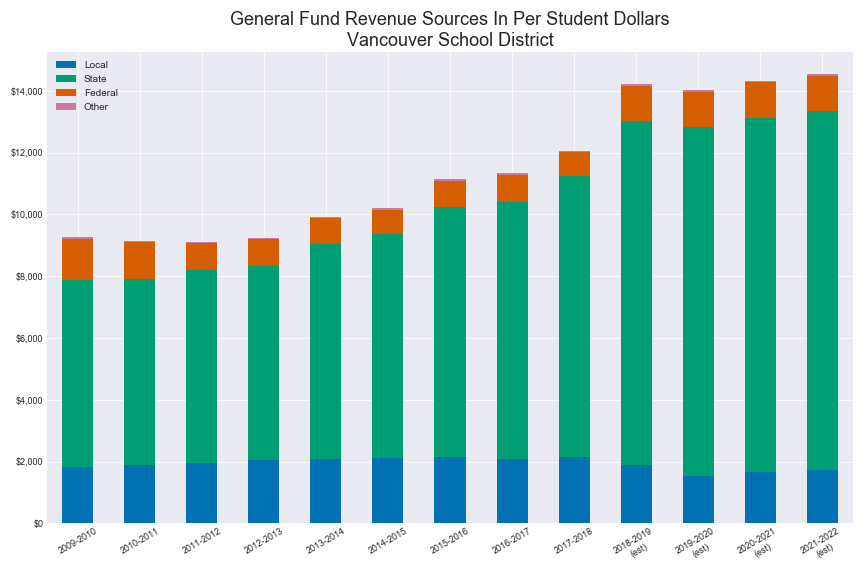 General Fund Revenue Sources In Per Student Dollars
Vancouver School District
Local
State
Federal
Other
$14,000
$12,000
$10,000
$8,000
$6,000
$4,000
$2,000
$0
2009-2010
2010-2011
2011-2012
2012-2013
2013-2014
2014-2015
2015-2016
2016-2017
2017-2018
2018-2019
(est)
2019-2020
(est)
2020-2021
(est)
2021-2022
(est)